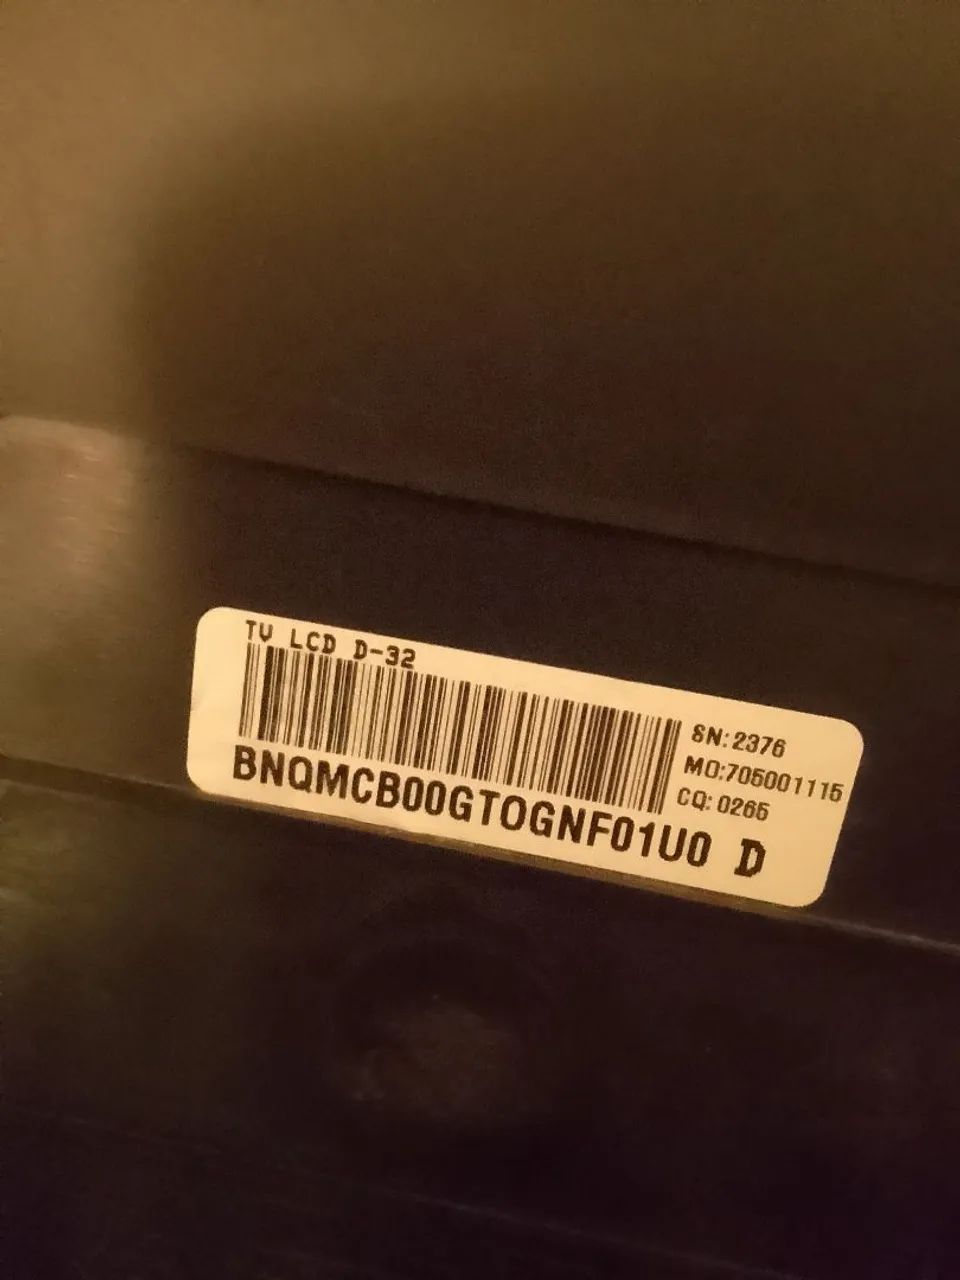 TV LCD D-32
SN:2376
MO:705001115
CQ:0265
BNQMCB00GTOGNF01U0 D